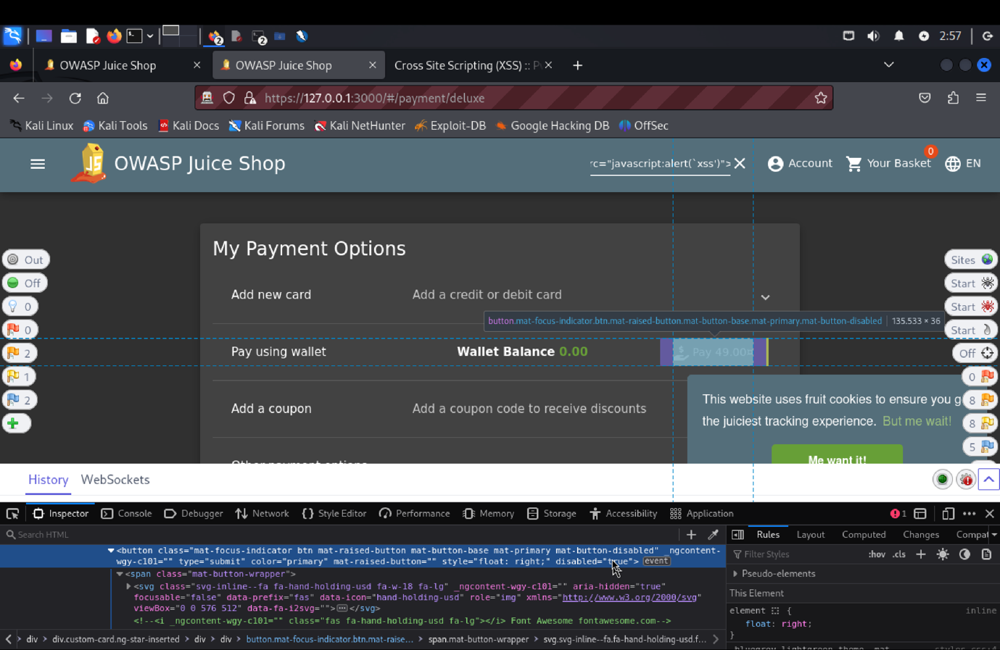 2
2
2:57
OWASP Juice Shop
OWASP Juice Shop
Cross Site Scripting (XSS) :: P
https://127.0.0.1:3000/#/payment/deluxe
Kali Linux Kali Tools Kali Docs Kali Forums Kali NetHunter Exploit-DB Google Hacking DB OffSec
JS OWASP Juice Shop
rc="javascript:alert(`xss')">
Account
Your Basket 0
EN
My Payment Options
Out
Sites
Off
Add new card Add a credit or debit card
Start
0
Start
button.mat-focus-indicator.btn.mat-raised-button.mat-button-base.mat-primary.mat-button-disabled 135.533 × 36
0
Start
2
Pay using wallet Wallet Balance 0.00 Pay 49.00¤
Off
1
0
2
Add a coupon Add a coupon code to receive discounts
This website uses fruit cookies to ensure you g
8
the juiciest tracking experience. But me wait!
8
5
Other payment options
Me want it!
History WebSockets
Inspector Console Debugger Network Style Editor Performance Memory Storage Accessibility Application 1
Search HTML
Rules Layout Computed Changes Compat
<button class="mat-focus-indicator btn mat-raised-button mat-button-base mat-primary mat-button-disabled" _ngcontent-
wgy-c101="" type="submit" color="primary" mat-raised-button="" style="float: right;" disabled="true"> event
<span class="mat-button-wrapper">
<svg class="svg-inline--fa fa-hand-holding-usd fa-w-18 fa-lg" _ngcontent-wgy-c101="" aria-hidden="true"
focusable="false" data-prefix="fas" data-icon="hand-holding-usd" role="img" xmlns="http://www.w3.org/2000/svg"
viewBox="0 0 576 512" data-fa-i2svg="">…</svg>
<!--<i _ngcontent-wgy-c101="" class="fas fa-hand-holding-usd fa-lg"></i> Font Awesome fontawesome.com-->
Filter Styles :hov .cls
Pseudo-elements
This Element
element { inline
float: right;
}
div div.custom-card.ng-star-inserted div div button.mat-focus-indicator.btn.mat-raise… span.mat-button-wrapper svg.svg-inline--fa.fa-hand-holding-usd.f…